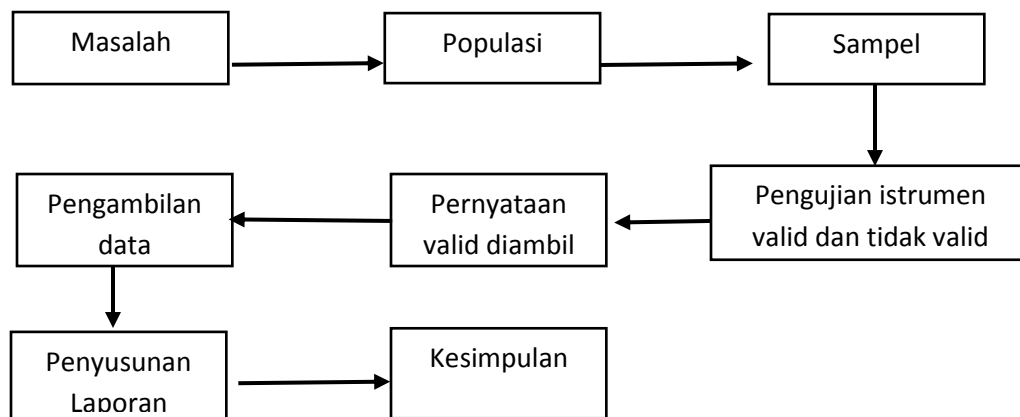 Masalah
Populasi
Sampel
Pengujian istrumen
valid dan tidak valid
Pernyataan
valid diambil
Pengambilan
data
Penyusunan
Laporan
Kesimpulan